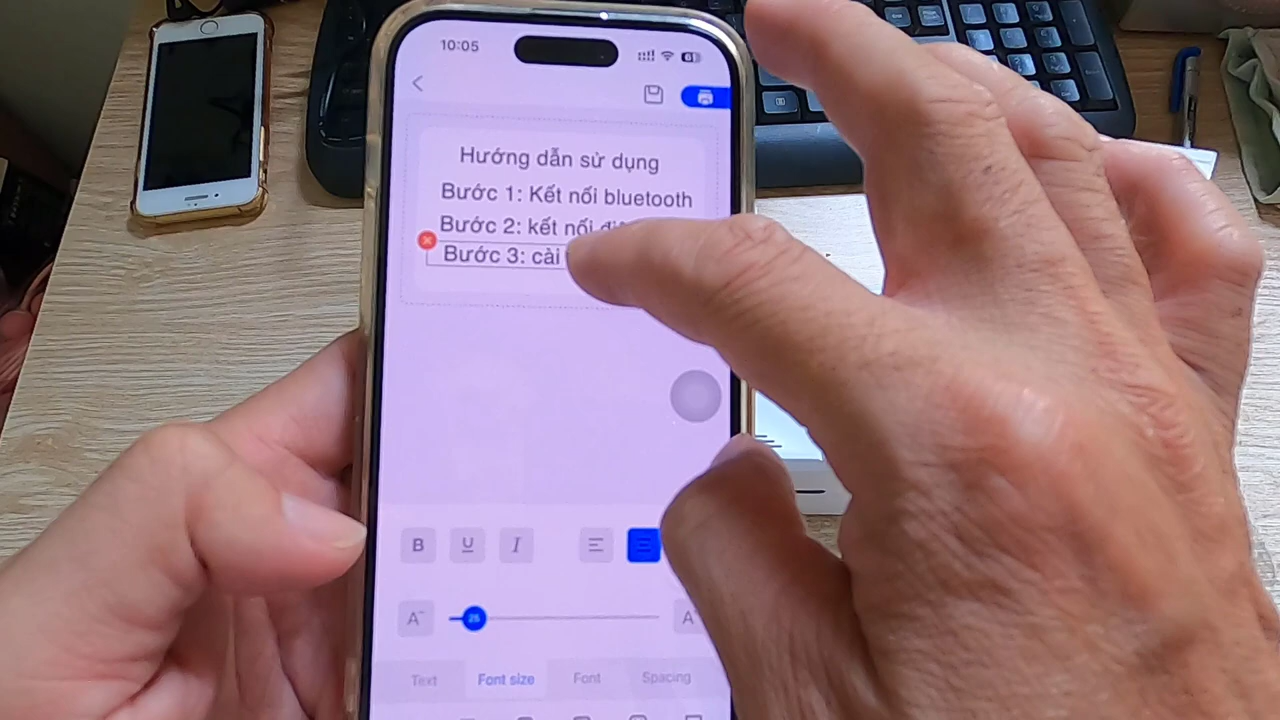 10:05
Hướng dẫn sử dụng
Bước 1: Kết nối bluetooth
Bước 2: kết nối
Bước 3: cài
B U I
A-
25
A
Text Font size Font Spacing